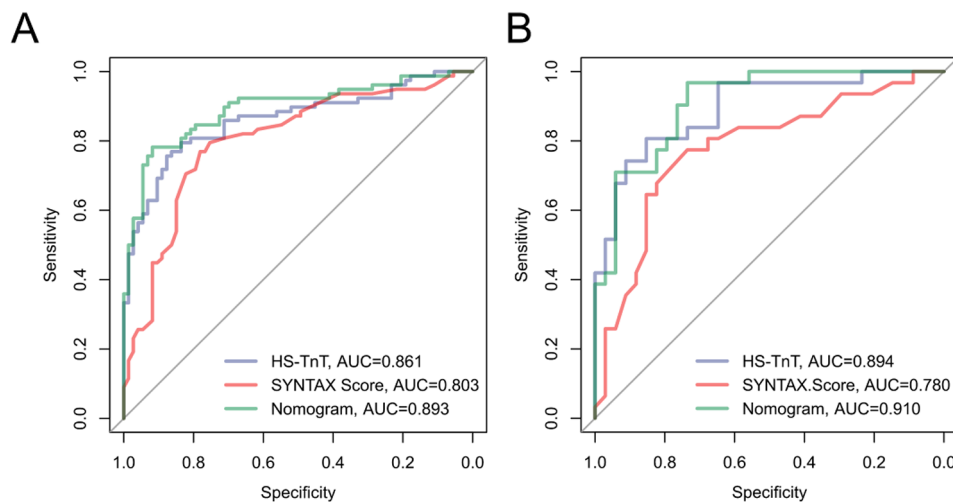 A
1.0
0.8
0.6
0.4
0.2
0.0
Sensitivity
HS-TnT, AUC=0.861
SYNTAX Score, AUC=0.803
Nomogram, AUC=0.893
1.0 0.8 0.6 0.4 0.2 0.0
Specificity
B
1.0
0.8
0.6
0.4
0.2
0.0
Sensitivity
HS-TnT, AUC=0.894
SYNTAX.Score, AUC=0.780
Nomogram, AUC=0.910
1.0 0.8 0.6 0.4 0.2 0.0
Specificity